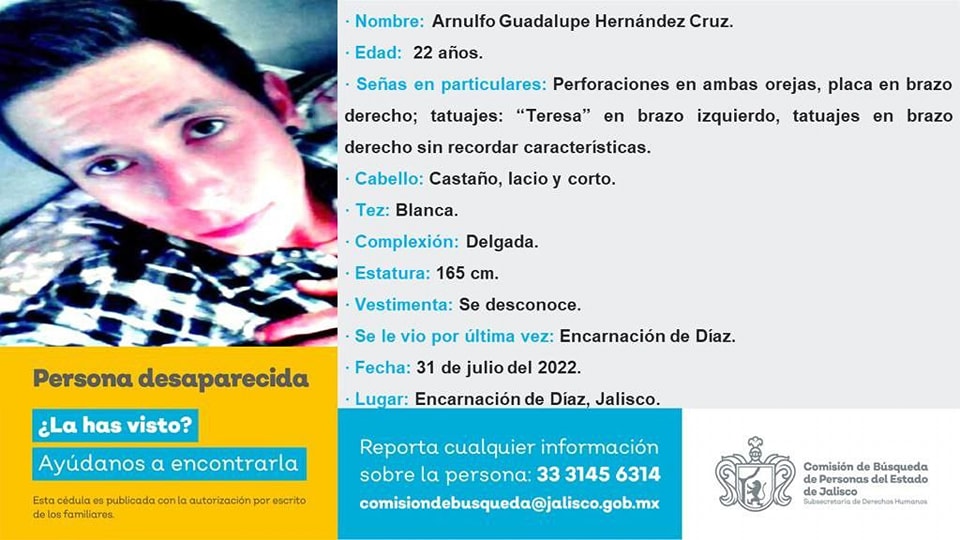 · Nombre: Arnulfo Guadalupe Hernández Cruz.
· Edad: 22 años.
· Señas en particulares: Perforaciones en ambas orejas, placa en brazo
derecho; tatuajes: “Teresa” en brazo izquierdo, tatuajes en brazo
derecho sin recordar características.
· Cabello: Castaño, lacio y corto.
· Tez: Blanca.
· Complexión: Delgada.
· Estatura: 165 cm.
· Vestimenta: Se desconoce.
· Se le vio por última vez: Encarnación de Díaz.
· Fecha: 31 de julio del 2022.
· Lugar: Encarnación de Díaz, Jalisco.
Persona desaparecida
¿La has visto?
Ayúdanos a encontrarla
Esta cédula es publicada con la autorización por escrito
de los familiares.
Reporta cualquier información
sobre la persona: 33 3145 6314
comisiondebusqueda@jalisco.gob.mx
Comisión de Búsqueda
de Personas del Estado
de Jalisco
Subsecretaría de Derechos Humanos